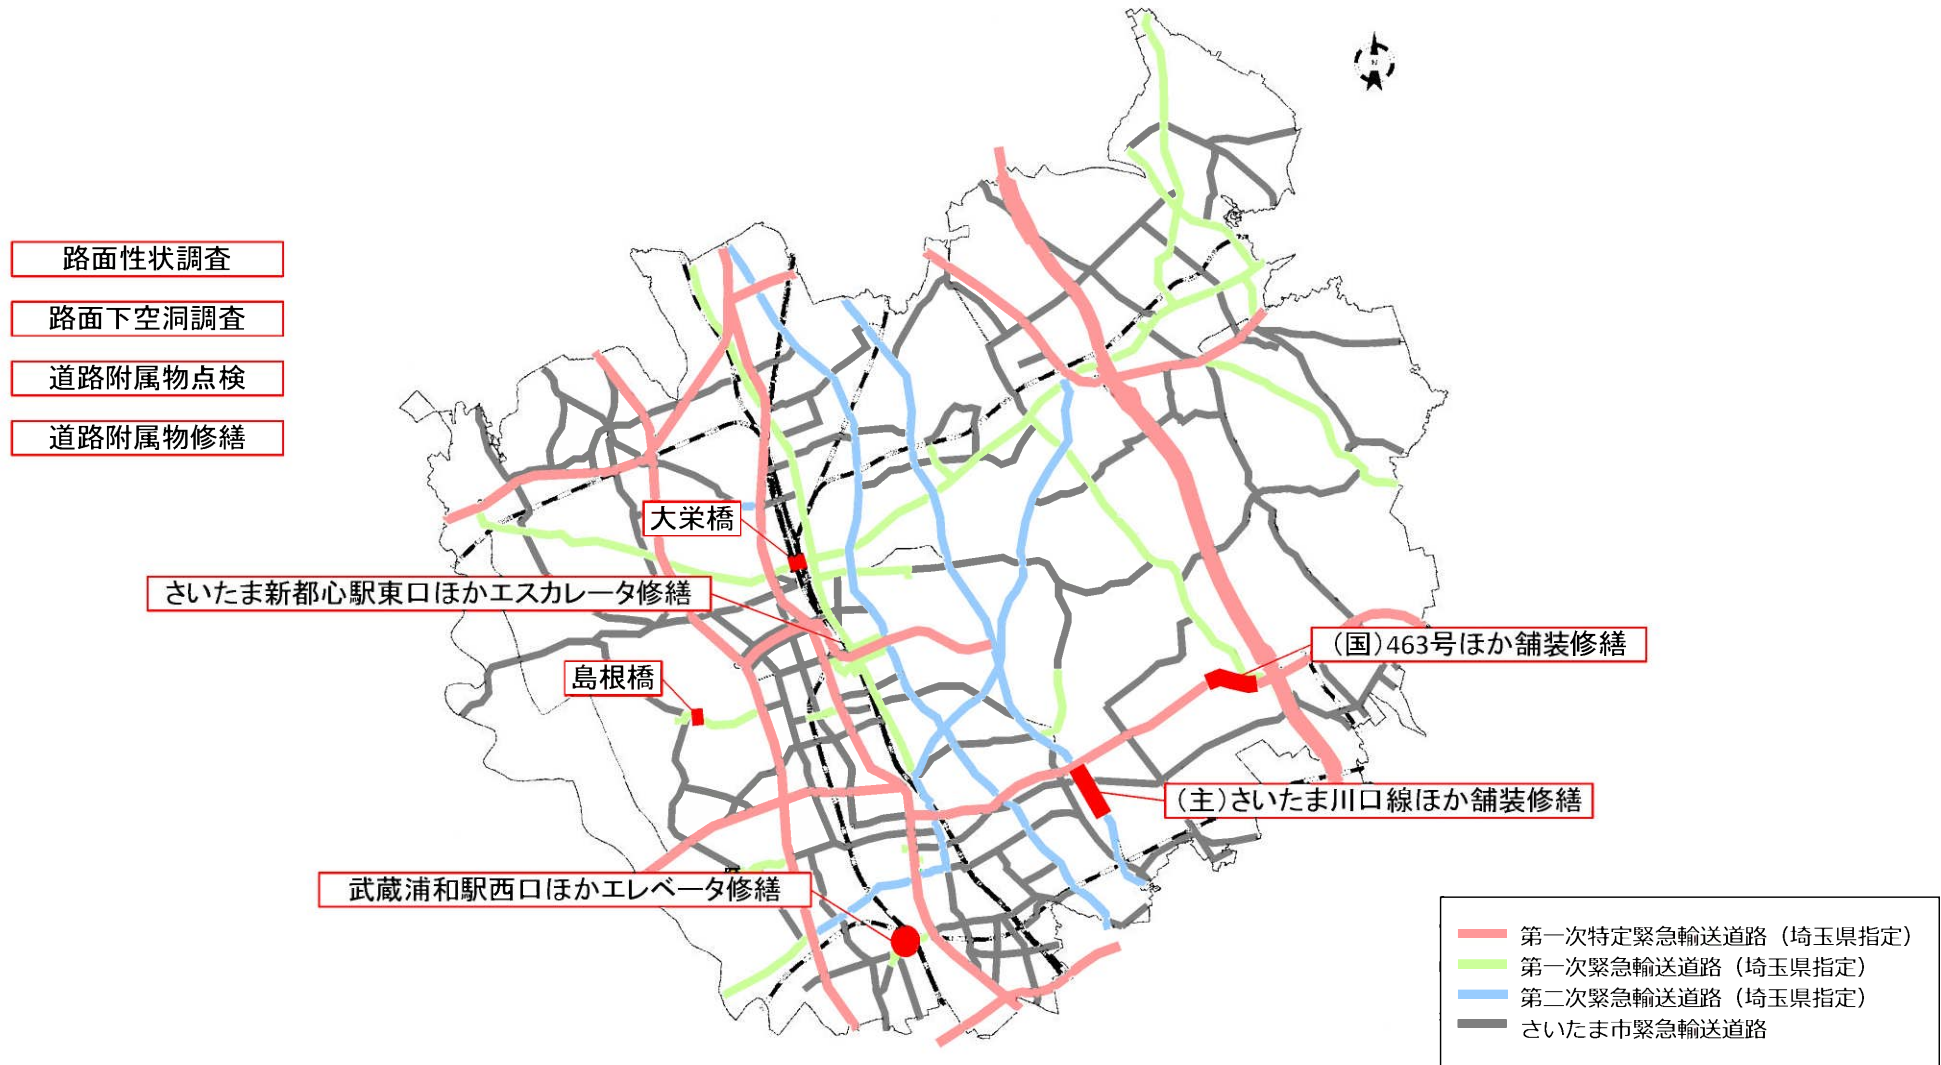 N
路面性状調査
路面下空洞調査
道路附属物点検
道路附属物修繕
大栄橋
さいたま新都心駅東口ほかエスカレータ修繕
島根橋
(国)463号ほか舗装修繕
(主)さいたま川口線ほか舗装修繕
武蔵浦和駅西口ほかエレベータ修繕
第一次特定緊急輸送道路（埼玉県指定）
第一次緊急輸送道路（埼玉県指定）
第二次緊急輸送道路（埼玉県指定）
さいたま市緊急輸送道路